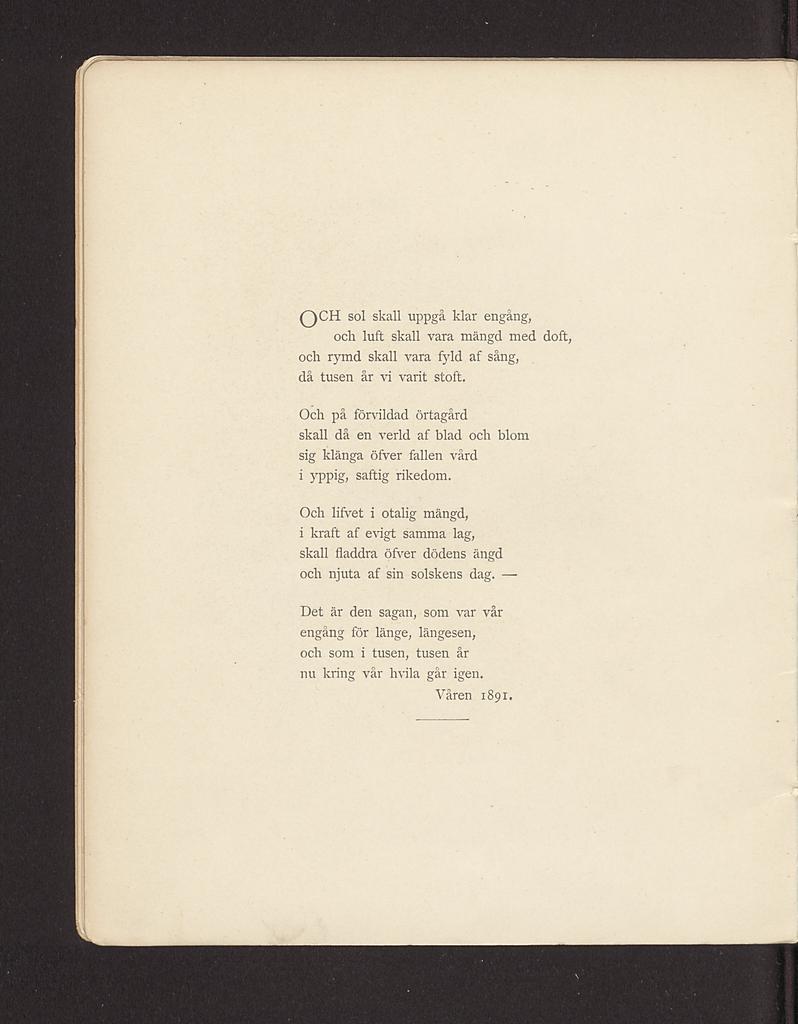 OCH sol skall uppgå klar engång,
och luft skall vara mängd med doft,
och rymd skall vara fyld af sång,
då tusen år vi varit stoft.

Och på förvildad örtagård
skall då en verld af blad och blom
sig klänga öfver fallen vård
i yppig, saftig rikedom.

Och lifvet i otalig mängd,
i kraft af evigt samma lag,
skall fladdra öfver dödens ängd
och njuta af sin solskens dag. —

Det är den sagan, som var vår
engång för länge, längesen,
och som i tusen, tusen år
nu kring vår hvila går igen.
Våren 1891.